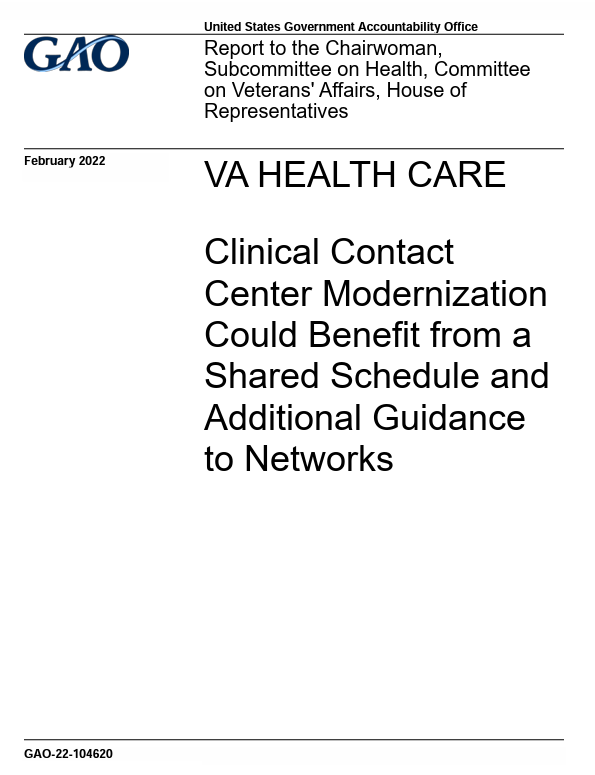 United States Government Accountability Office
GAO
Report to the Chairwoman,
Subcommittee on Health, Committee
on Veterans' Affairs, House of
Representatives
February 2022
VA HEALTH CARE
Clinical Contact
Center Modernization
Could Benefit from a
Shared Schedule and
Additional Guidance
to Networks
GAO-22-104620